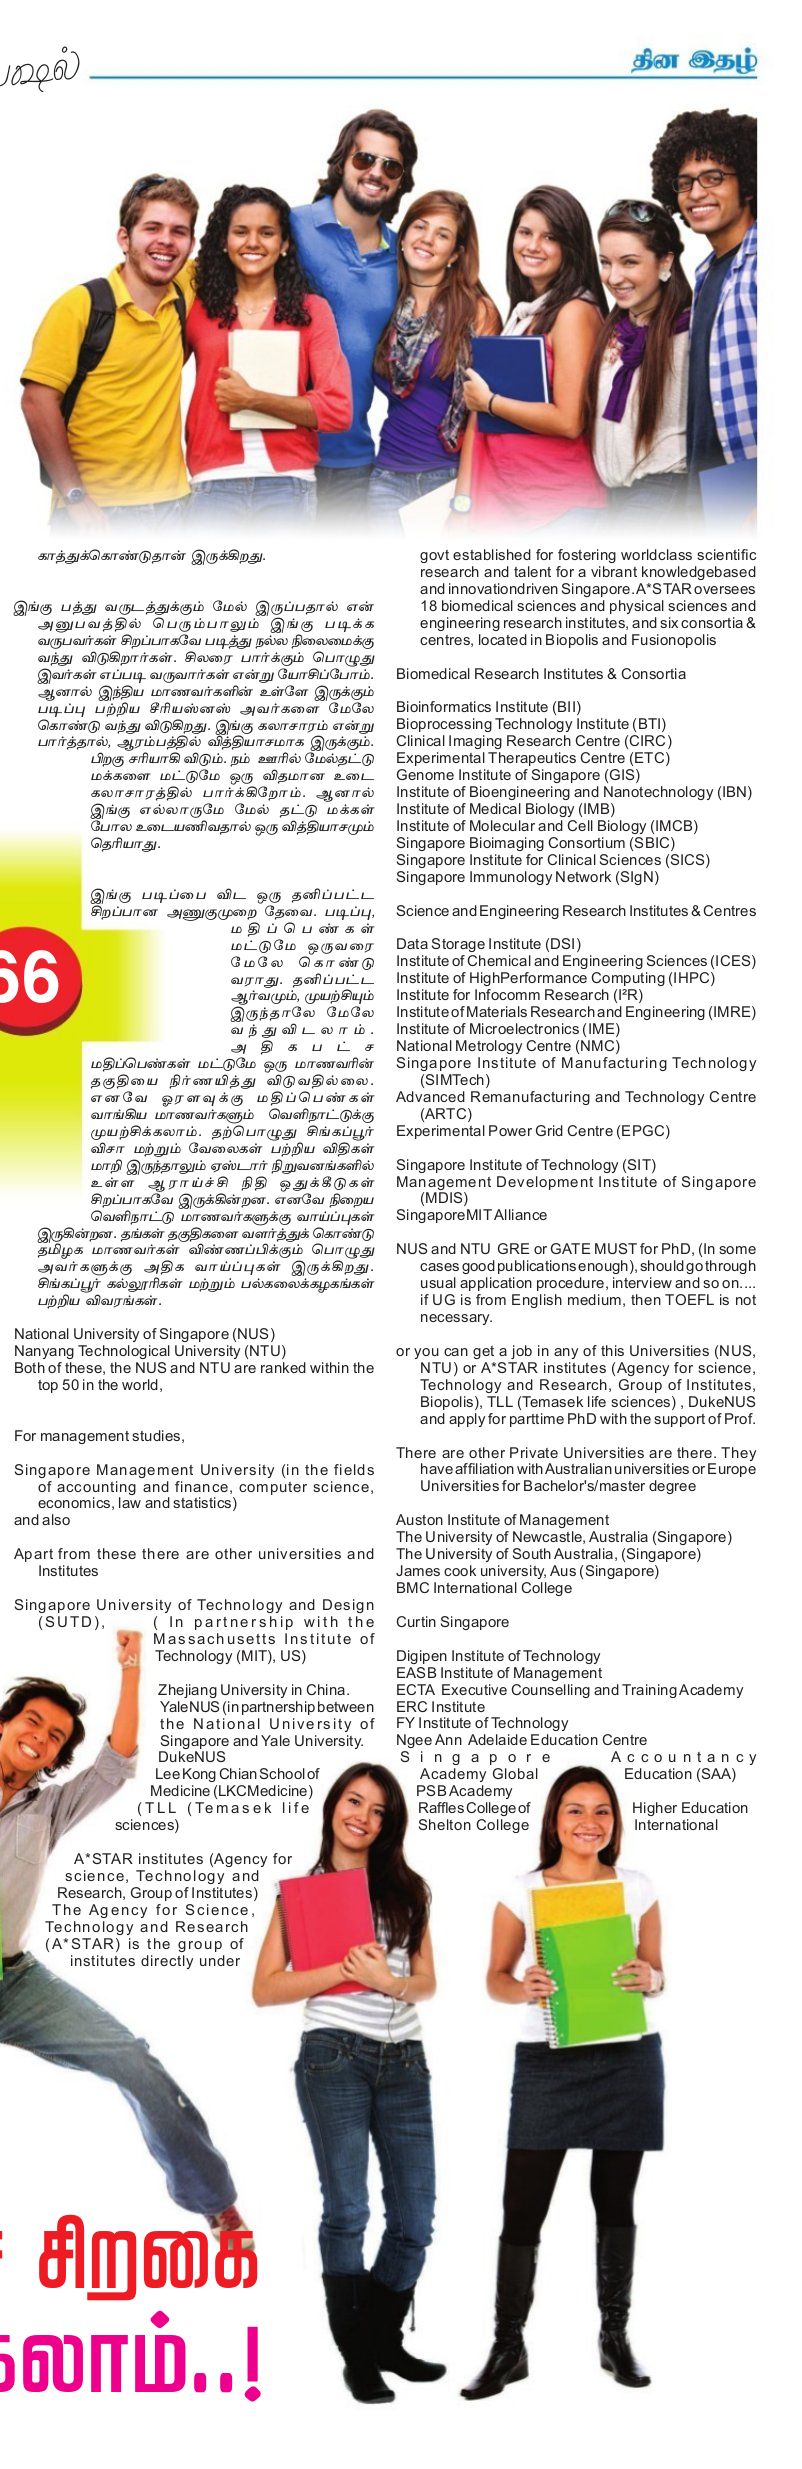 தின இதழ்
காத்துக்கொண்டுதான் இருக்கிறது.
இங்கு பத்து வருடத்துக்கும் மேல் இருப்பதால் என்
அனுபவத்தில் பெரும்பாலும் இங்கு படிக்க
வருபவர்கள் சிறப்பாகவே படித்து நல்ல நிலைமைக்கு
வந்து விடுகிறார்கள். சிலரை பார்க்கும் பொழுது
இவர்கள் எப்படி வருவார்கள் என்று யோசிப்போம்.
ஆனால் இந்திய மாணவர்களின் உள்ளே இருக்கும்
படிப்பு பற்றிய சீரியஸ்னஸ் அவர்களை மேலே
கொண்டு வந்து விடுகிறது. இங்கு கலாசாரம் என்று
பார்த்தால், ஆரம்பத்தில் வித்தியாசமாக இருக்கும்.
பிறகு சரியாகி விடும். நம் ஊரில் மேல்தட்டு
மக்களை மட்டுமே ஒரு விதமான உடை
கலாசாரத்தில் பார்க்கிறோம். ஆனால்
இங்கு எல்லாருமே மேல் தட்டு மக்கள்
போல உடையணிவதால் ஒரு வித்தியாசமும்
தெரியாது.
இங்கு படிப்பை விட ஒரு தனிப்பட்ட
சிறப்பான அணுகுமுறை தேவை. படிப்பு,
மதிப்பெண்கள்
மட்டுமே ஒருவரை
மேலே கொண்டு
வராது. தனிப்பட்ட
ஆர்வமும், முயற்சியும்
இருந்தாலே மேலே
வந்துவிடலாம்.
அதிகபட்ச
மதிப்பெண்கள் மட்டுமே ஒரு மாணவரின்
தகுதியை நிர்ணயித்து விடுவதில்லை.
எனவே ஓரளவுக்கு மதிப்பெண்கள்
வாங்கிய மாணவர்களும் வெளிநாட்டுக்கு
முயற்சிக்கலாம். தற்பொழுது சிங்கப்பூர்
விசா மற்றும் வேலைகள் பற்றிய விதிகள்
மாறி இருந்தாலும் ஏஸ்டார் நிறுவனங்களில்
உள்ள ஆராய்ச்சி நிதி ஒதுக்கீடுகள்
சிறப்பாகவே இருக்கின்றன. எனவே நிறைய
வெளிநாட்டு மாணவர்களுக்கு வாய்ப்புகள்
இருகின்றன. தங்கள் தகுதிகளை வளர்த்துக் கொண்டு
தமிழக மாணவர்கள் விண்ணப்பிக்கும் பொழுது
அவர்களுக்கு அதிக வாய்ப்புகள் இருக்கிறது.
சிங்கப்பூர் கல்லூரிகள் மற்றும் பல்கலைக்கழகங்கள்
பற்றிய விவரங்கள்.
66
National University of Singapore (NUS)
Nanyang Technological University (NTU)
Both of these, the NUS and NTU are ranked within the
top 50 in the world,
For management studies,
Singapore Management University (in the fields
of accounting and finance, computer science,
economics, law and statistics)
and also
Apart from these there are other universities and
Institutes
Singapore University of Technology and Design
(SUTD), ( In partnership with the
Massachusetts Institute of
Technology (MIT), US)
Zhejiang University in China.
YaleNUS (in partnership between
the National University of
Singapore and Yale University.
DukeNUS
Lee Kong Chian School of
Medicine (LKCMedicine)
(TLL (Temasek life
sciences)
A*STAR institutes (Agency for
science, Technology and
Research, Group of Institutes)
The Agency for Science,
Technology and Research
(A*STAR) is the group of
institutes directly under
govt established for fostering worldclass scientific
research and talent for a vibrant knowledgebased
and innovationdriven Singapore. A*STAR oversees
18 biomedical sciences and physical sciences and
engineering research institutes, and six consortia &
centres, located in Biopolis and Fusionopolis
Biomedical Research Institutes & Consortia
Bioinformatics Institute (BII)
Bioprocessing Technology Institute (BTI)
Clinical Imaging Research Centre (CIRC)
Experimental Therapeutics Centre (ETC)
Genome Institute of Singapore (GIS)
Institute of Bioengineering and Nanotechnology (IBN)
Institute of Medical Biology (IMB)
Institute of Molecular and Cell Biology (IMCB)
Singapore Bioimaging Consortium (SBIC)
Singapore Institute for Clinical Sciences (SICS)
Singapore Immunology Network (SIgN)
Science and Engineering Research Institutes & Centres
Data Storage Institute (DSI)
Institute of Chemical and Engineering Sciences (ICES)
Institute of HighPerformance Computing (IHPC)
Institute for Infocomm Research (I²R)
Institute of Materials Research and Engineering (IMRE)
Institute of Microelectronics (IME)
National Metrology Centre (NMC)
Singapore Institute of Manufacturing Technology
(SIMTech)
Advanced Remanufacturing and Technology Centre
(ARTC)
Experimental Power Grid Centre (EPGC)
Singapore Institute of Technology (SIT)
Management Development Institute of Singapore
(MDIS)
SingaporeMIT Alliance
NUS and NTU GRE or GATE MUST for PhD, (In some
cases good publications enough), should go through
usual application procedure, interview and so on....
if UG is from English medium, then TOEFL is not
necessary.
or you can get a job in any of this Universities (NUS,
NTU) or A*STAR institutes (Agency for science,
Technology and Research, Group of Institutes,
Biopolis), TLL (Temasek life sciences) , DukeNUS
and apply for parttime PhD with the support of Prof.
There are other Private Universities are there. They
have affiliation with Australian universities or Europe
Universities for Bachelor's/master degree
Auston Institute of Management
The University of Newcastle, Australia (Singapore)
The University of South Australia, (Singapore)
James cook university, Aus (Singapore)
BMC International College
Curtin Singapore
Digipen Institute of Technology
EASB Institute of Management
ECTA Executive Counselling and Training Academy
ERC Institute
FY Institute of Technology
Ngee Ann Adelaide Education Centre
Singapore Accountancy
Academy Global Education (SAA)
PSB Academy
Raffles College of Higher Education
Shelton College International
சிறகை
கலாம்..!